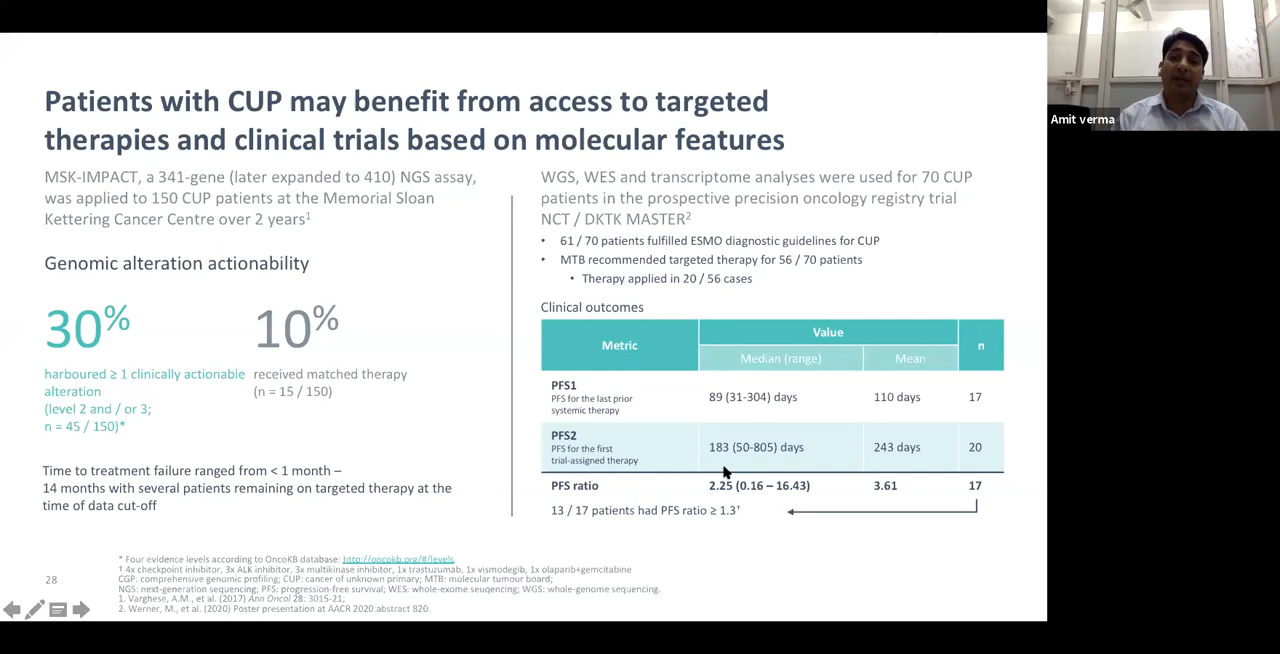 Patients with CUP may benefit from access to targeted
therapies and clinical trials based on molecular features
MSK-IMPACT, a 341-gene (later expanded to 410) NGS assay,
was applied to 150 CUP patients at the Memorial Sloan
Kettering Cancer Centre over 2 years1
Genomic alteration actionability
30%
harboured ≥ 1 clinically actionable
alteration
(level 2 and / or 3;
n = 45 / 150)*
10%
received matched therapy
(n = 15 / 150)
Time to treatment failure ranged from < 1 month –
14 months with several patients remaining on targeted therapy at the
time of data cut-off
WGS, WES and transcriptome analyses were used for 70 CUP
patients in the prospective precision oncology registry trial
NCT / DKTK MASTER2
• 61 / 70 patients fulfilled ESMO diagnostic guidelines for CUP
• MTB recommended targeted therapy for 56 / 70 patients
• Therapy applied in 20 / 56 cases
Clinical outcomes
Metric Value n
Median (range) Mean
PFS1
PFS for the last prior
systemic therapy
89 (31-304) days 110 days 17
PFS2
PFS for the first
trial-assigned therapy
183 (50-805) days 243 days 20
PFS ratio 2.25 (0.16 – 16.43) 3.61 17
13 / 17 patients had PFS ratio ≥ 1.3†
* Four evidence levels according to OncoKB database: http://oncokb.org/#/levels.
† 4x checkpoint inhibitor, 3x ALK inhibitor, 3x multikinase inhibitor, 1x trastuzumab, 1x vismodegib, 1x olaparib+gemcitabine
CGP: comprehensive genomic profiling; CUP: cancer of unknown primary; MTB: molecular tumour board;
NGS: next-generation sequencing; PFS: progression-free survival; WES: whole-exome seuqencing; WGS: whole-genome sequencing.
1. Varghese, A.M., et al. (2017) Ann Oncol 28: 3015-21,
2. Werner, M., et al. (2020) Poster presentation at AACR 2020 abstract 820.
28
Amit verma